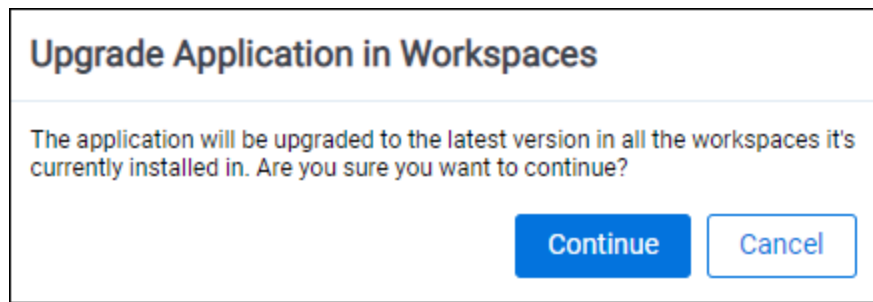 Upgrade Application in Workspaces
The application will be upgraded to the latest version in all the workspaces it's
currently installed in. Are you sure you want to continue?
Continue
Cancel